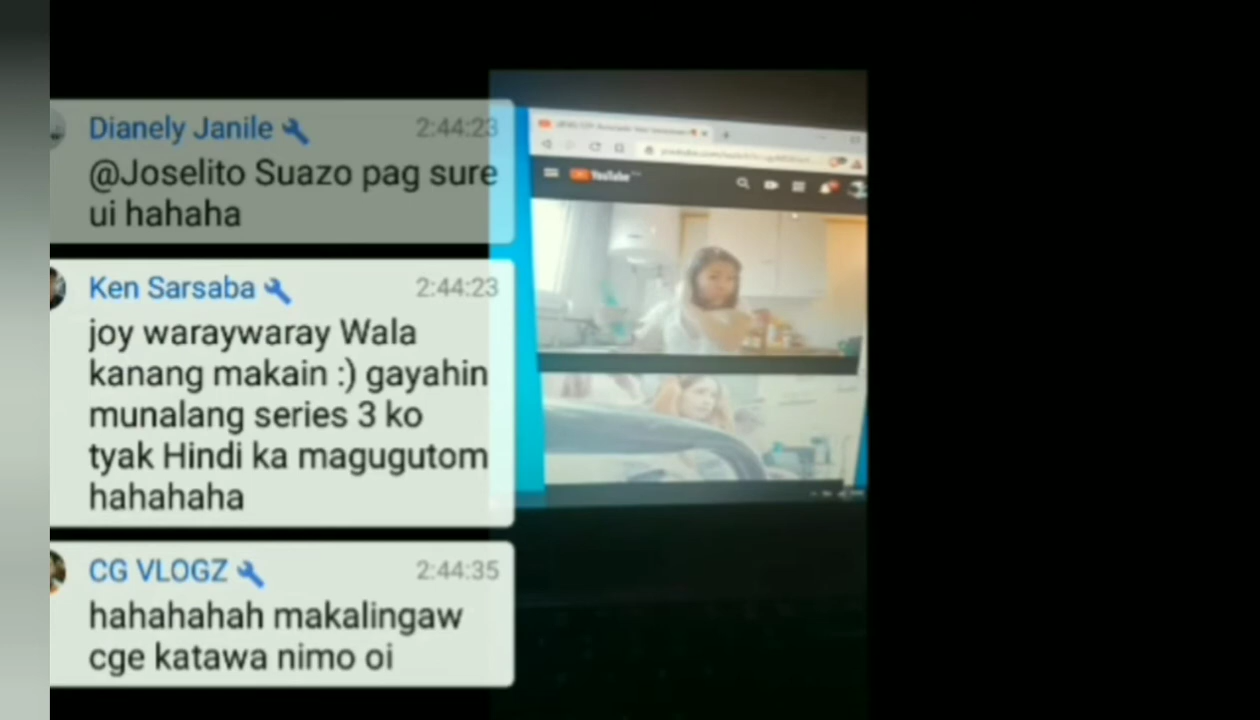 Dianely Janile 2:44:23
@Joselito Suazo pag sure
ui hahaha
Ken Sarsaba 2:44:23
joy waraywaray Wala
kanang makain :) gayahin
munalang series 3 ko
tyak Hindi ka magugutom
hahahaha
CG VLOGZ 2:44:35
hahahahah makalingaw
cge katawa nimo oi
YouTube